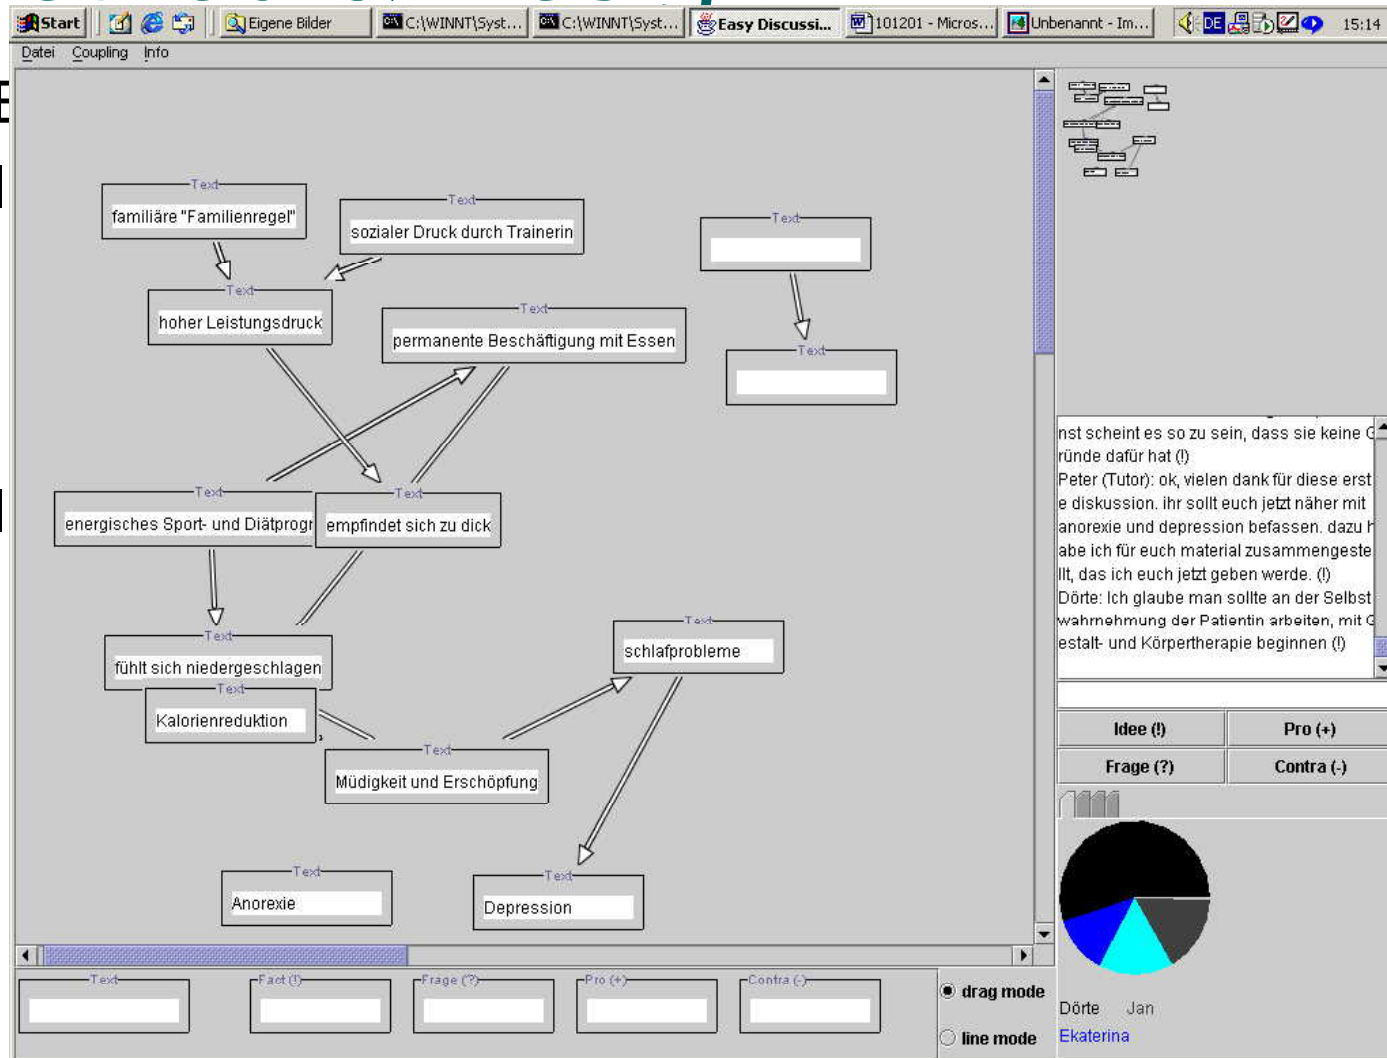 Start
Eigene Bilder
C:\WINNT\Syst...
C:\WINNT\Syst...
Easy Discussi...
101201 - Micros...
Unbenannt - Im...
DE
15:14
Datei Coupling Info
Text
familiäre "Familienregel"
Text
sozialer Druck durch Trainerin
Text
Text
hoher Leistungsdruck
Text
permanente Beschäftigung mit Essen
Text
Text
energisches Sport- und Diätprogr
Text
empfindet sich zu dick
Text
fühlt sich niedergeschlagen
Text
Kalorienreduktion
Text
schlafprobleme
Text
Müdigkeit und Erschöpfung
Text
Anorexie
Text
Depression
nst scheint es so zu sein, dass sie keine G
ründe dafür hat (!)
Peter (Tutor): ok, vielen dank für diese erst
e diskussion. ihr sollt euch jetzt näher mit
anorexie und depression befassen. dazu h
abe ich für euch material zusammengeste
llt, das ich euch jetzt geben werde. (!)
Dörte: Ich glaube man sollte an der Selbst
wahrnehmung der Patientin arbeiten, mit G
estalt- und Körpertherapie beginnen (!)
Idee (!)
Pro (+)
Frage (?)
Contra (-)
Text
Fact (!)
Frage (?)
Pro (+)
Contra (-)
drag mode
line mode
Dörte Jan
Ekaterina